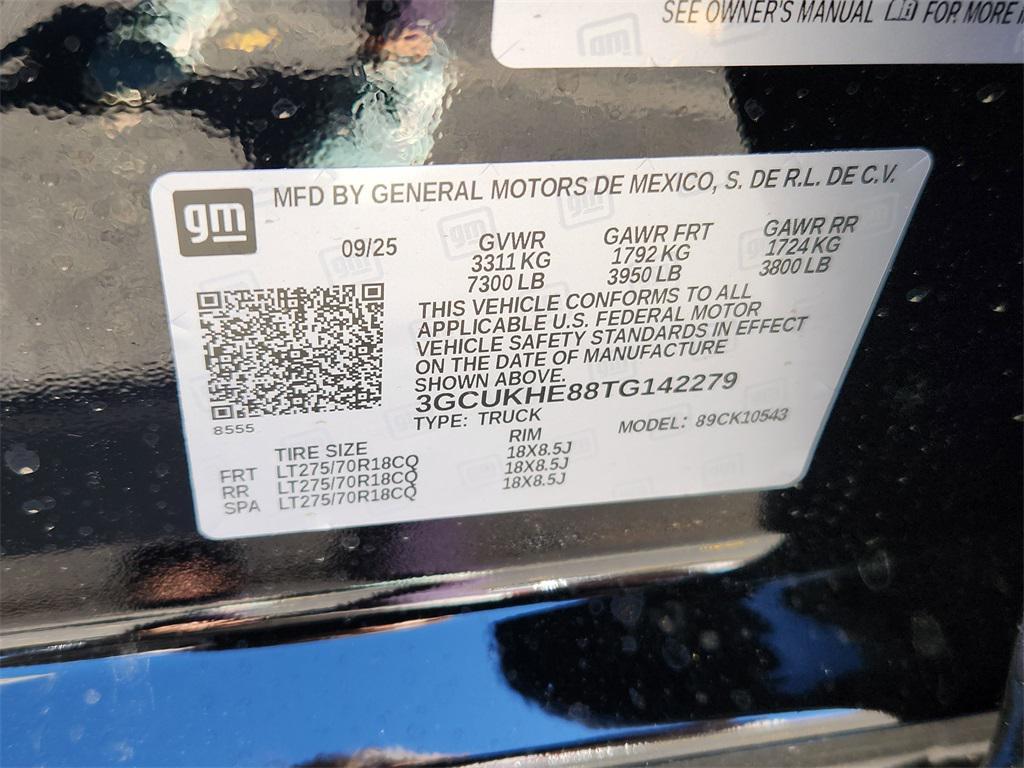 SEE OWNER'S MANUAL FOR MORE
gm
MFD BY GENERAL MOTORS DE MEXICO, S. DE R.L. DE C.V.
09/25
GVWR
3311 KG
7300 LB
GAWR FRT
1792 KG
3950 LB
GAWR RR
1724 KG
3800 LB
THIS VEHICLE CONFORMS TO ALL
APPLICABLE U.S. FEDERAL MOTOR
VEHICLE SAFETY STANDARDS IN EFFECT
ON THE DATE OF MANUFACTURE
SHOWN ABOVE.
3GCUKHE88TG142279
TYPE: TRUCK
MODEL: 89CK10543
8555
TIRE SIZE
RIM
FRT LT275/70R18CQ 18X8.5J
RR LT275/70R18CQ 18X8.5J
SPA LT275/70R18CQ 18X8.5J